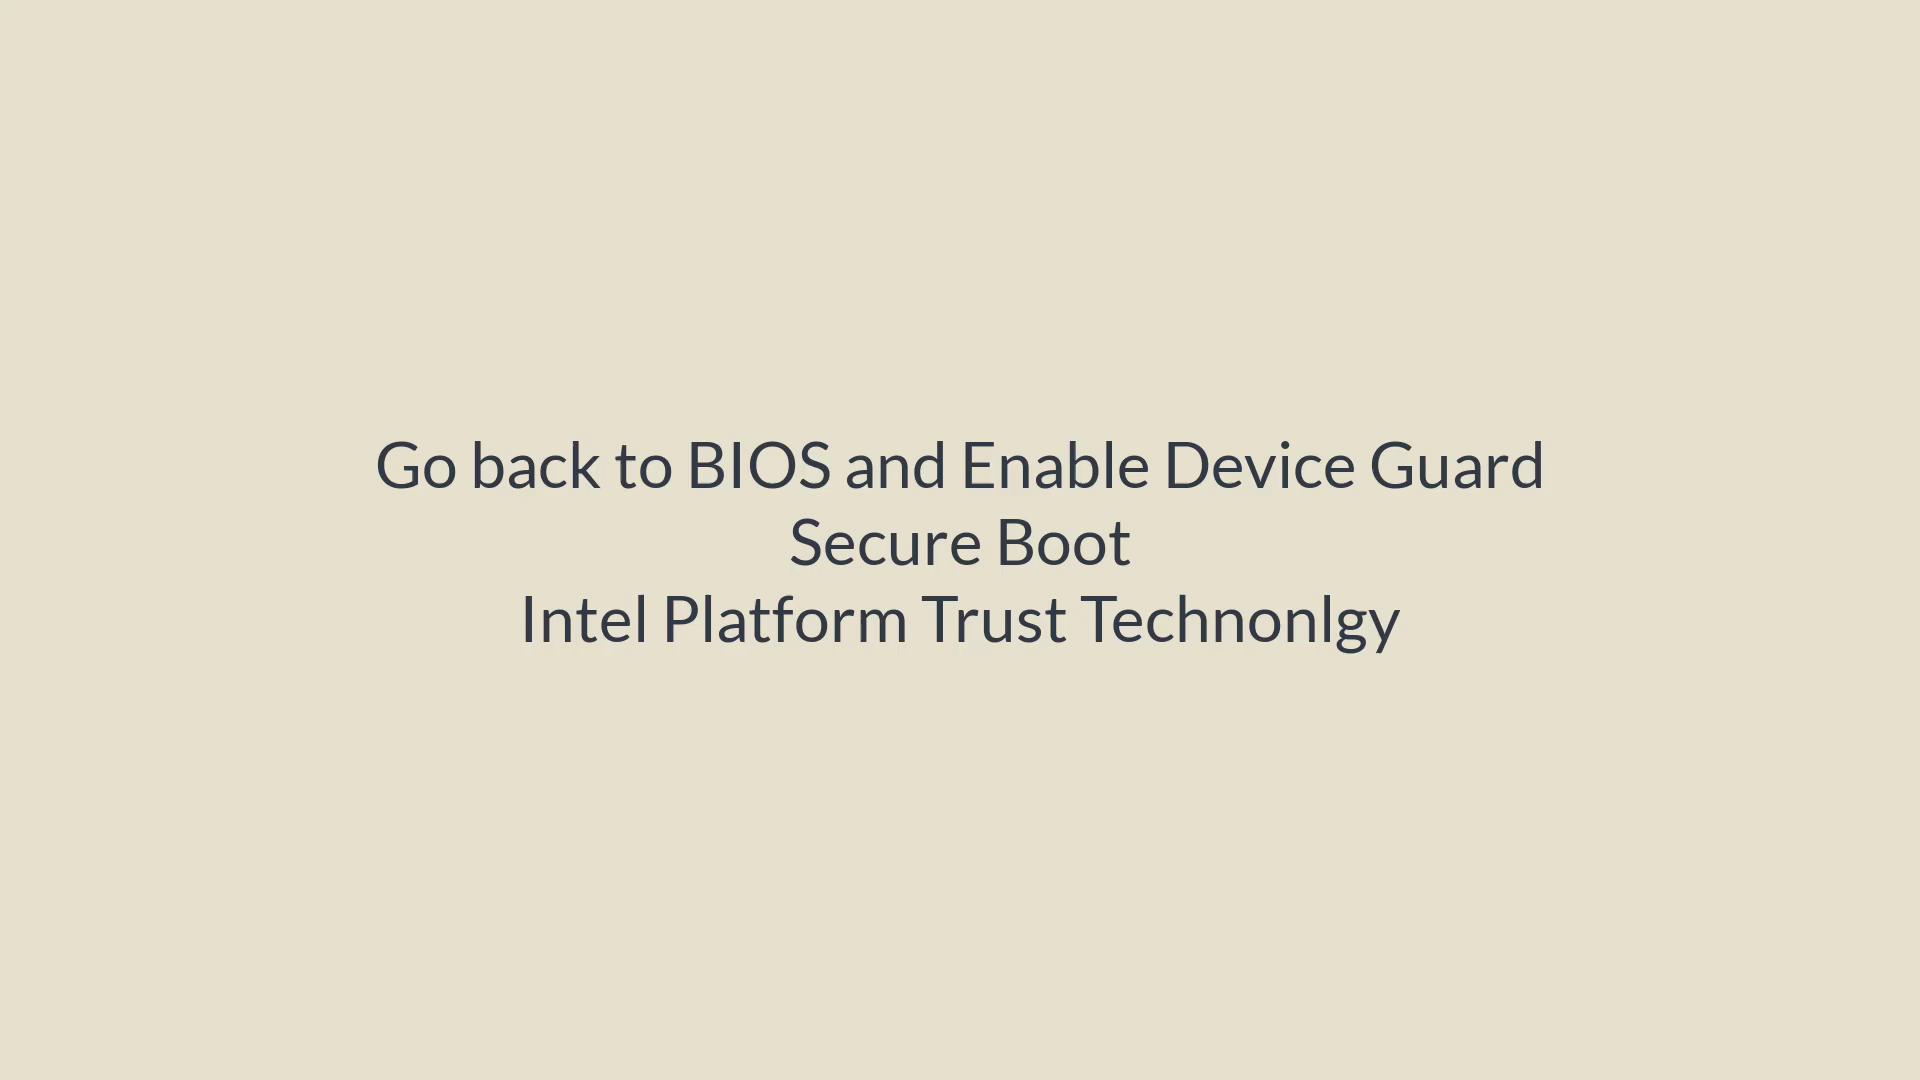 Go back to BIOS and Enable Device Guard
Secure Boot
Intel Platform Trust Technonlgy